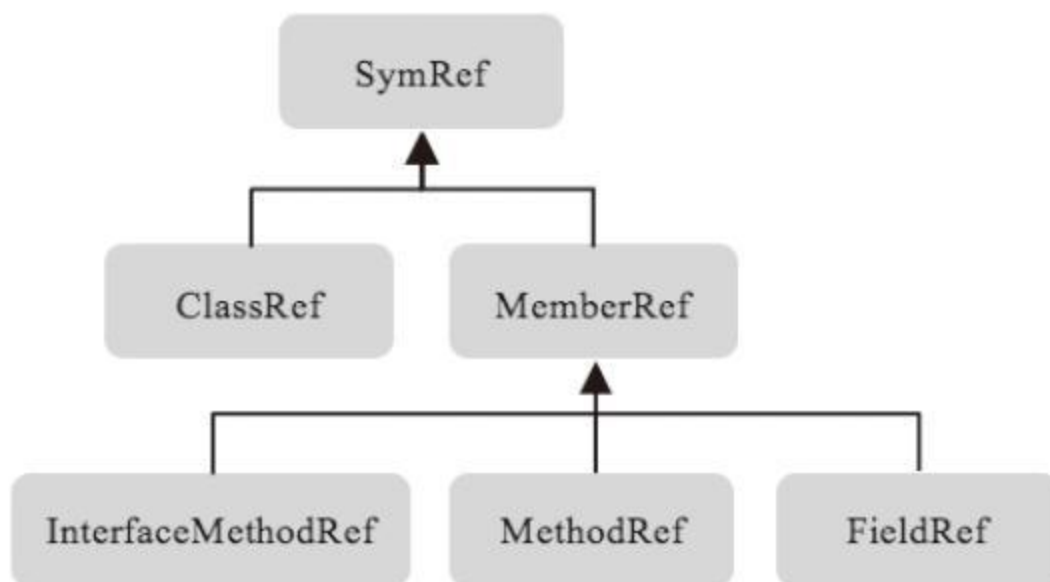 SymRef
ClassRef
MemberRef
InterfaceMethodRef
MethodRef
FieldRef